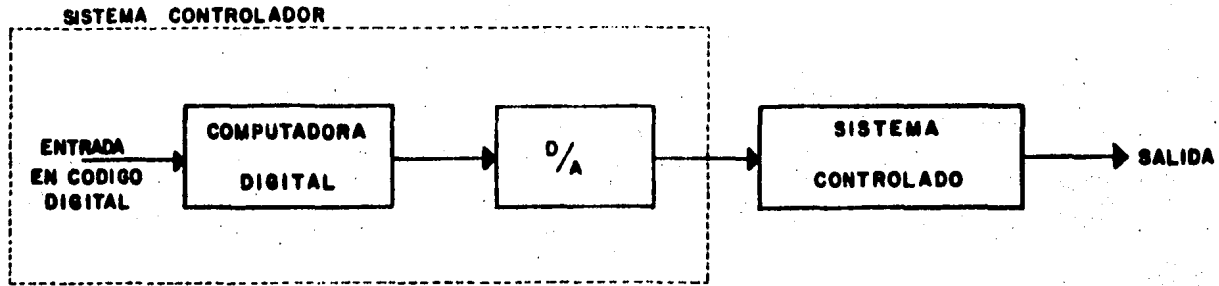 SISTEMA CONTROLADOR
ENTRADA
EN CODIGO
DIGITAL
COMPUTADORA
DIGITAL
D/A
SISTEMA
CONTROLADO
SALIDA